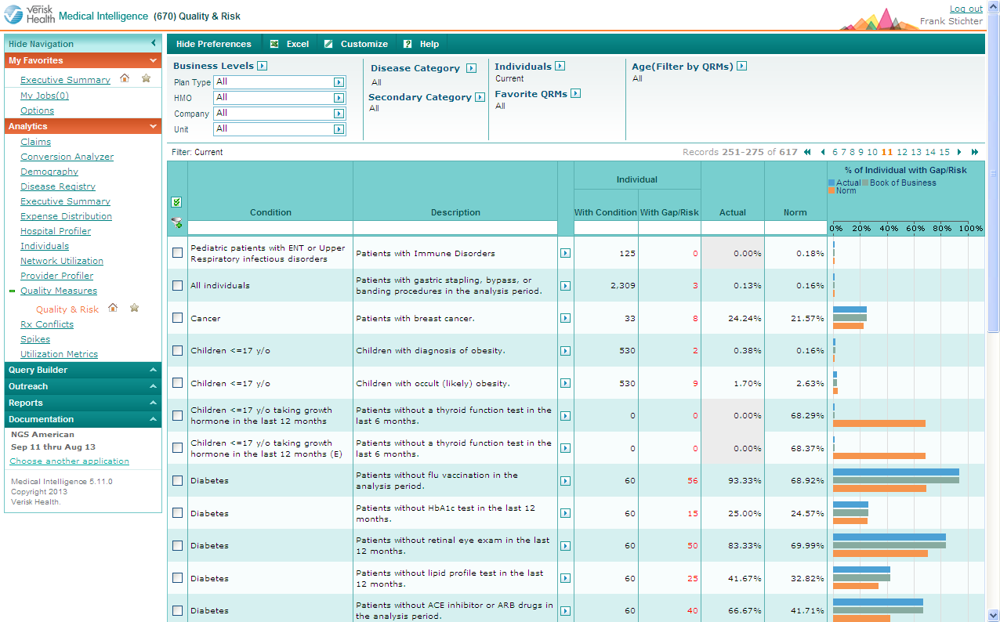 Verisk Health Medical Intelligence (670) Quality & Risk
Log out
Frank Stichter
Hide Navigation
My Favorites
Executive Summary
My Jobs(0)
Options
Analytics
Claims
Conversion Analyzer
Demography
Disease Registry
Executive Summary
Expense Distribution
Hospital Profiler
Individuals
Network Utilization
Provider Profiler
Quality Measures
Quality & Risk
Rx Conflicts
Spikes
Utilization Metrics
Query Builder
Outreach
Reports
Documentation
NGS American
Sep 11 thru Aug 13
Choose another application
Medical Intelligence 5.11.0
Copyright 2013
Verisk Health.
Hide Preferences Excel Customize Help
Business Levels
Plan Type All
HMO All
Company All
Unit All
Disease Category
All
Secondary Category
All
Individuals
Current
Favorite QRMs
All
Age(Filter by QRMs)
All
Filter: Current
Records 251-275 of 617 6 7 8 9 10 11 12 13 14 15
Condition Description Individual With Condition With Gap/Risk Actual Norm
% of Individual with Gap/Risk
Actual Book of Business
Norm
0% 20% 40% 60% 80% 100%
Pediatric patients with ENT or Upper
Respiratory infectious disorders
Patients with Immune Disorders
125 0 0.00% 0.18%
All individuals
Patients with gastric stapling, bypass, or
banding procedures in the analysis period.
2,309 3 0.13% 0.16%
Cancer
Patients with breast cancer.
33 8 24.24% 21.57%
Children <=17 y/o
Children with diagnosis of obesity.
530 2 0.38% 0.16%
Children <=17 y/o
Children with occult (likely) obesity.
530 9 1.70% 2.63%
Children <=17 y/o taking growth
hormone in the last 12 months
Patients without a thyroid function test in the
last 6 months.
0 0 0.00% 68.29%
Children <=17 y/o taking growth
hormone in the last 12 months (E)
Patients without a thyroid function test in the
last 6 months.
0 0 0.00% 68.37%
Diabetes
Patients without flu vaccination in the
analysis period.
60 56 93.33% 68.92%
Diabetes
Patients without HbA1c test in the last 12
months.
60 15 25.00% 24.57%
Diabetes
Patients without retinal eye exam in the last
12 months.
60 50 83.33% 69.99%
Diabetes
Patients without lipid profile test in the last
12 months.
60 25 41.67% 32.82%
Diabetes
Patients without ACE inhibitor or ARB drugs in
the analysis period.
60 40 66.67% 41.71%